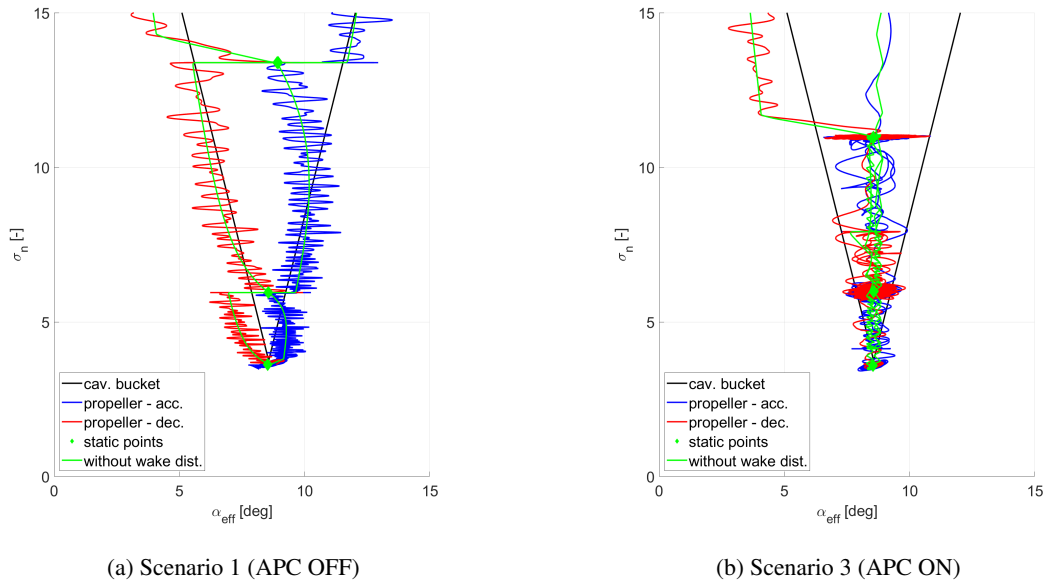 15
10
5
0
σn [-]
cav. bucket
propeller - acc.
propeller - dec.
static points
without wake dist.
0 5 10 15
αeff [deg]
(a) Scenario 1 (APC OFF)
15
10
5
0
σn [-]
cav. bucket
propeller - acc.
propeller - dec.
static points
without wake dist.
0 5 10 15
αeff [deg]
(b) Scenario 3 (APC ON)